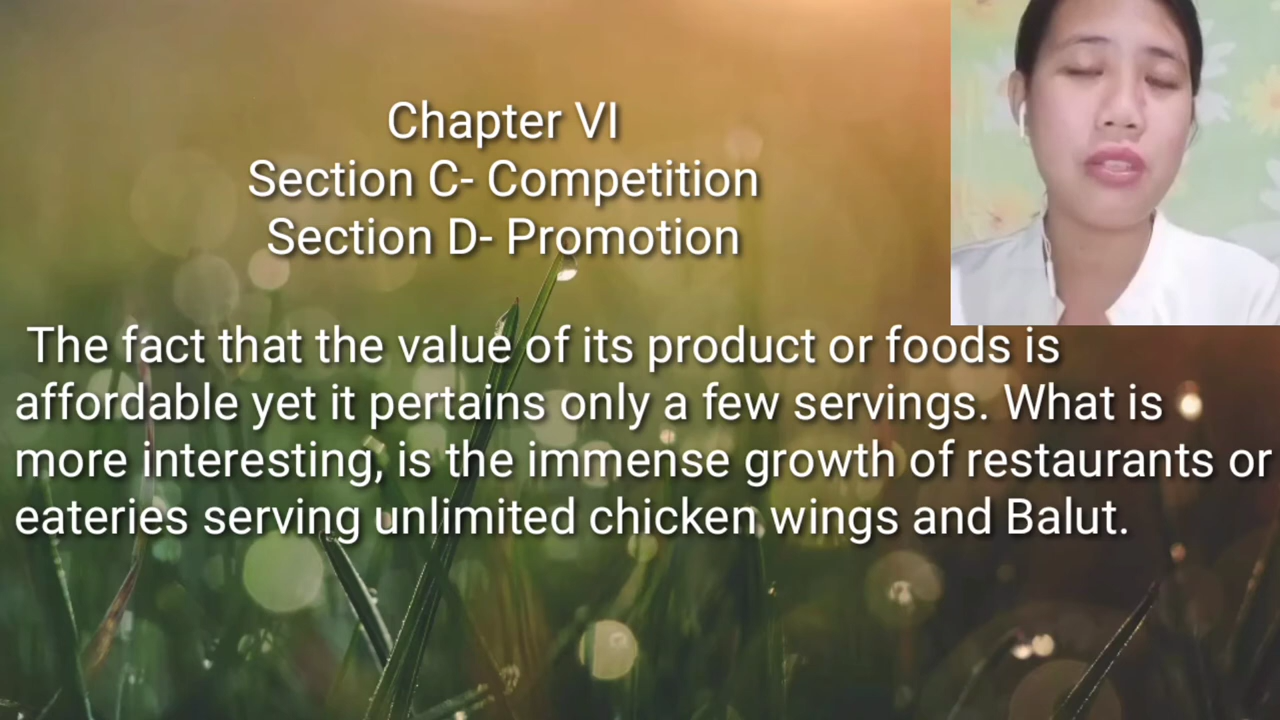 Chapter VI
Section C- Competition
Section D- Promotion
The fact that the value of its product or foods is
affordable yet it pertains only a few servings. What is
more interesting, is the immense growth of restaurants or
eateries serving unlimited chicken wings and Balut.